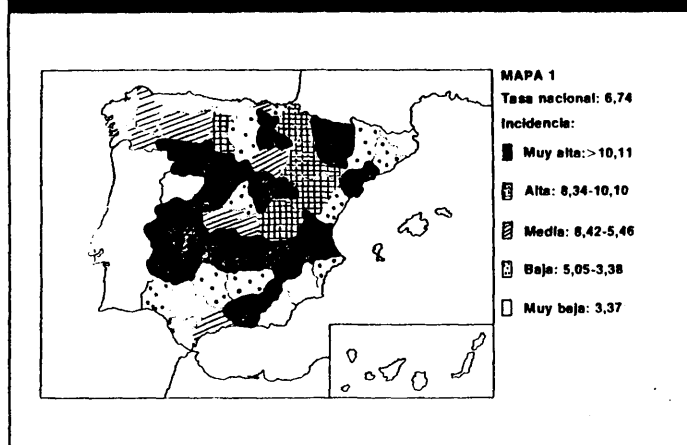 MAPA 1
Tasa nacional: 6,74
Incidencia:
Muy alta:>10,11
Alta: 8,34-10,10
Media: 8,42-5,46
Baja: 5,05-3,38
Muy baja: 3,37